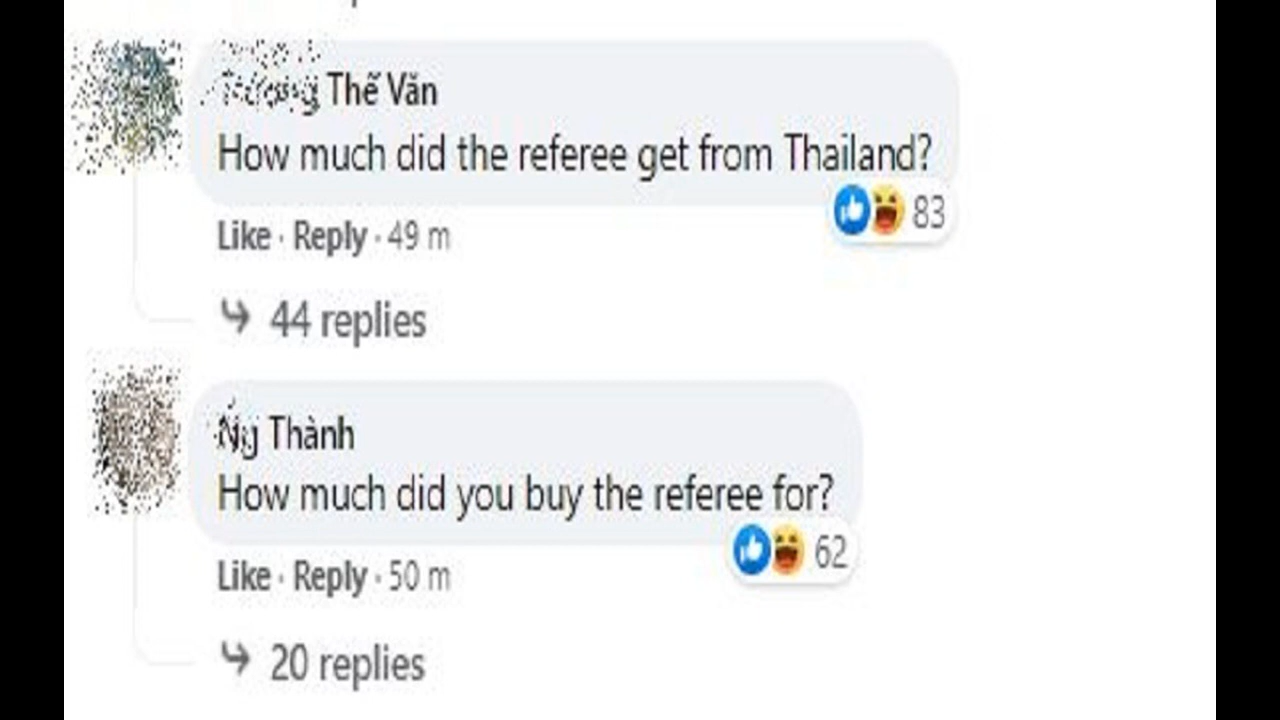 Thế Văn
How much did the referee get from Thailand?
83
Like · Reply · 49 m
44 replies
Thành
How much did you buy the referee for?
62
Like · Reply · 50 m
20 replies